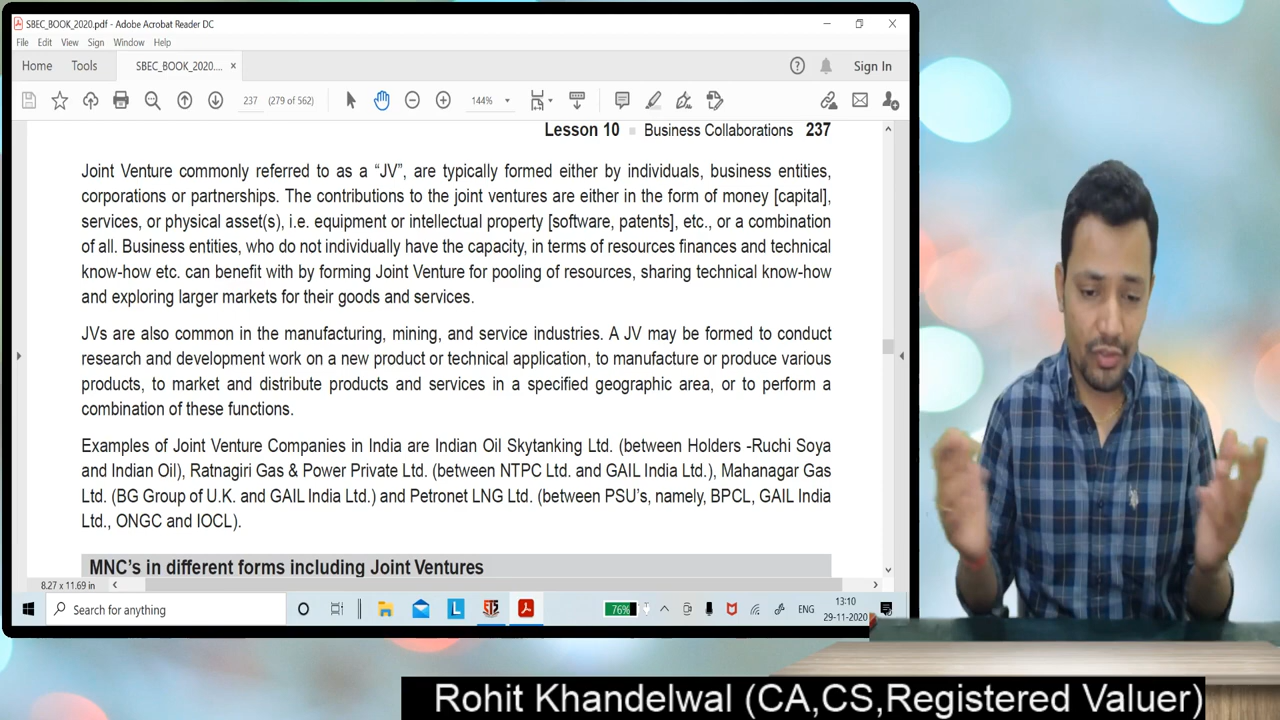 SBEC_BOOK_2020.pdf - Adobe Acrobat Reader DC
File Edit View Sign Window Help
Home Tools SBEC_BOOK_2020.... × Sign In
237 (279 of 562) 144%
Lesson 10 ■ Business Collaborations 237
Joint Venture commonly referred to as a “JV”, are typically formed either by individuals, business entities,
corporations or partnerships. The contributions to the joint ventures are either in the form of money [capital],
services, or physical asset(s), i.e. equipment or intellectual property [software, patents], etc., or a combination
of all. Business entities, who do not individually have the capacity, in terms of resources finances and technical
know-how etc. can benefit with by forming Joint Venture for pooling of resources, sharing technical know-how
and exploring larger markets for their goods and services.
JVs are also common in the manufacturing, mining, and service industries. A JV may be formed to conduct
research and development work on a new product or technical application, to manufacture or produce various
products, to market and distribute products and services in a specified geographic area, or to perform a
combination of these functions.
Examples of Joint Venture Companies in India are Indian Oil Skytanking Ltd. (between Holders -Ruchi Soya
and Indian Oil), Ratnagiri Gas & Power Private Ltd. (between NTPC Ltd. and GAIL India Ltd.), Mahanagar Gas
Ltd. (BG Group of U.K. and GAIL India Ltd.) and Petronet LNG Ltd. (between PSU’s, namely, BPCL, GAIL India
Ltd., ONGC and IOCL).
MNC’s in different forms including Joint Ventures
8.27 x 11.69 in
Search for anything 76% ENG 13:10
29-11-2020
Rohit Khandelwal (CA,CS,Registered Valuer)